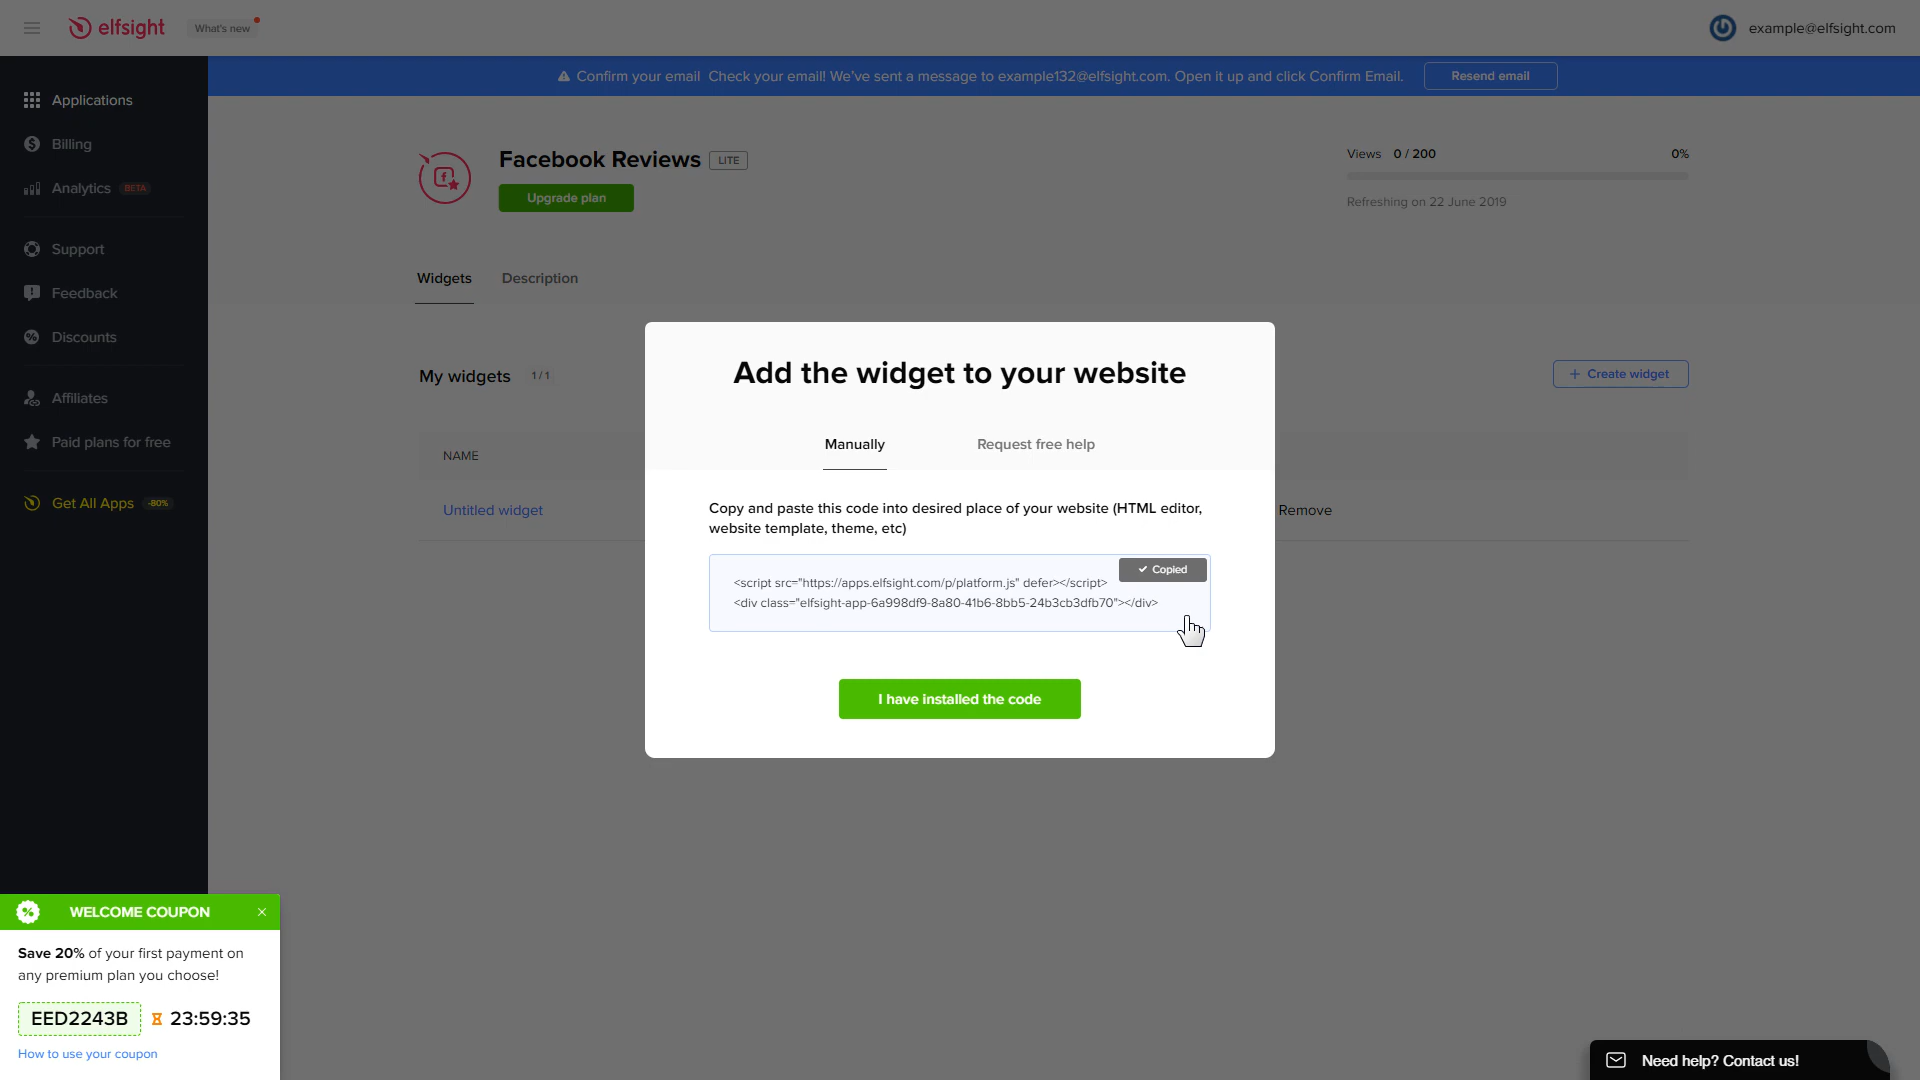 elfsight
What's new
example@elfsight.com
Confirm your email Check your email! We've sent a message to example132@elfsight.com. Open it up and click Confirm Email.
Resend email
Applications
Billing
Analytics BETA
Support
Feedback
Discounts
Affiliates
Paid plans for free
Get All Apps -80%
Facebook Reviews LITE
Upgrade plan
Views 0 / 200 0%
Refreshing on 22 June 2019
Widgets Description
My widgets 1 / 1
+ Create widget
NAME
Untitled widget
Remove
Add the widget to your website
Manually Request free help
Copy and paste this code into desired place of your website (HTML editor,
website template, theme, etc)
Copied
<script src="https://apps.elfsight.com/p/platform.js" defer></script>
<div class="elfsight-app-6a998df9-8a80-41b6-8bb5-24b3cb3dfb70"></div>
I have installed the code
WELCOME COUPON
Save 20% of your first payment on
any premium plan you choose!
EED2243B 23:59:35
How to use your coupon
Need help? Contact us!